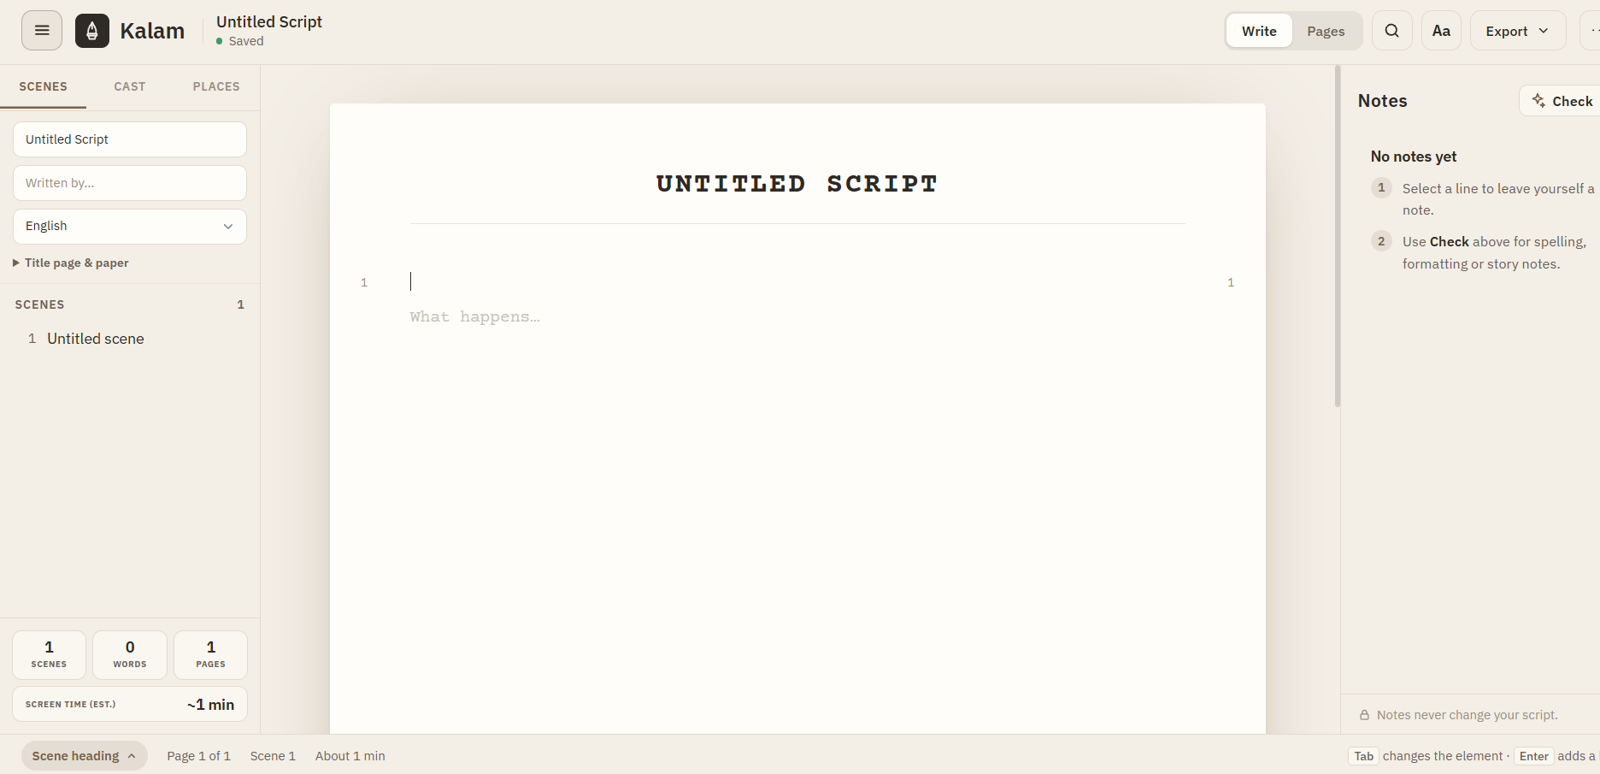 Kalam
Untitled Script
Saved
Write
Pages
Aa
Export
SCENES
CAST
PLACES
Untitled Script
Written by...
English
Title page & paper
SCENES
1
1 Untitled scene
1
SCENES
0
WORDS
1
PAGES
SCREEN TIME (EST.)
~1 min
UNTITLED SCRIPT
1
1
What happens…
Notes
Check
No notes yet
1 Select a line to leave yourself a
note.
2 Use Check above for spelling,
formatting or story notes.
Notes never change your script.
Scene heading
Page 1 of 1
Scene 1
About 1 min
Tab changes the element · Enter adds a